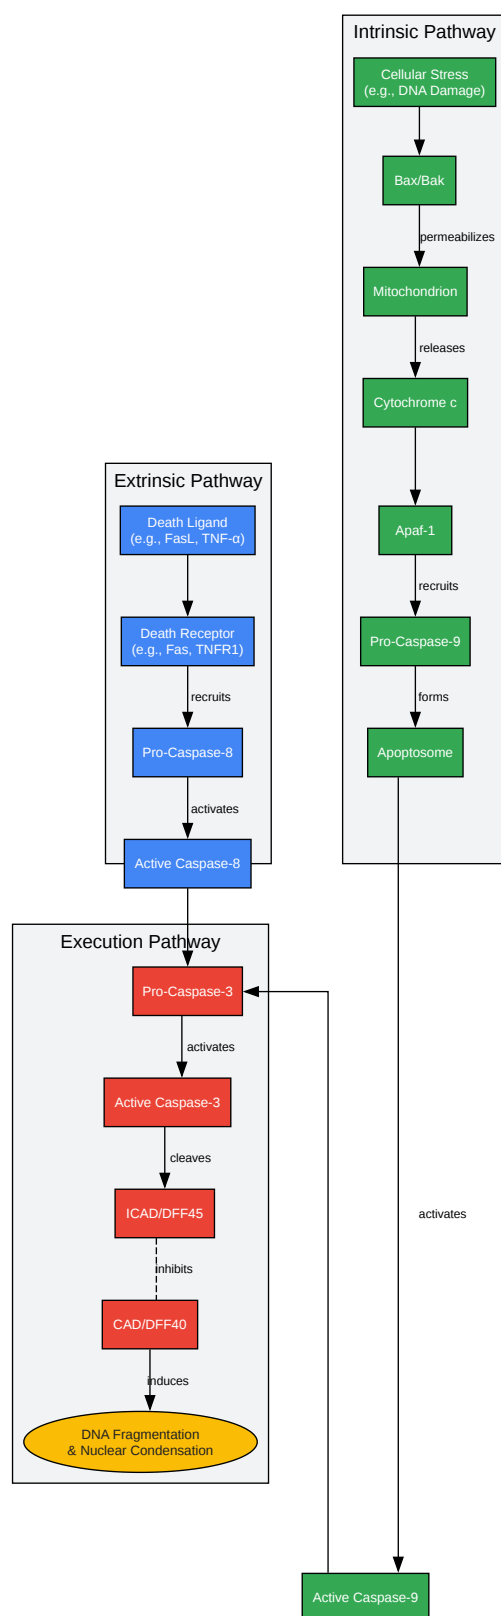 Intrinsic Pathway
Cellular Stress
(e.g., DNA Damage)
Bax/Bak
permeabilizes
Mitochondrion
releases
Cytochrome c
Apaf-1
recruits
Pro-Caspase-9
forms
Apoptosome
activates
Active Caspase-9
Extrinsic Pathway
Death Ligand
(e.g., FasL, TNF-α)
Death Receptor
(e.g., Fas, TNFR1)
recruits
Pro-Caspase-8
activates
Active Caspase-8
Execution Pathway
Pro-Caspase-3
activates
Active Caspase-3
cleaves
ICAD/DFF45
inhibits
CAD/DFF40
induces
DNA Fragmentation
& Nuclear Condensation